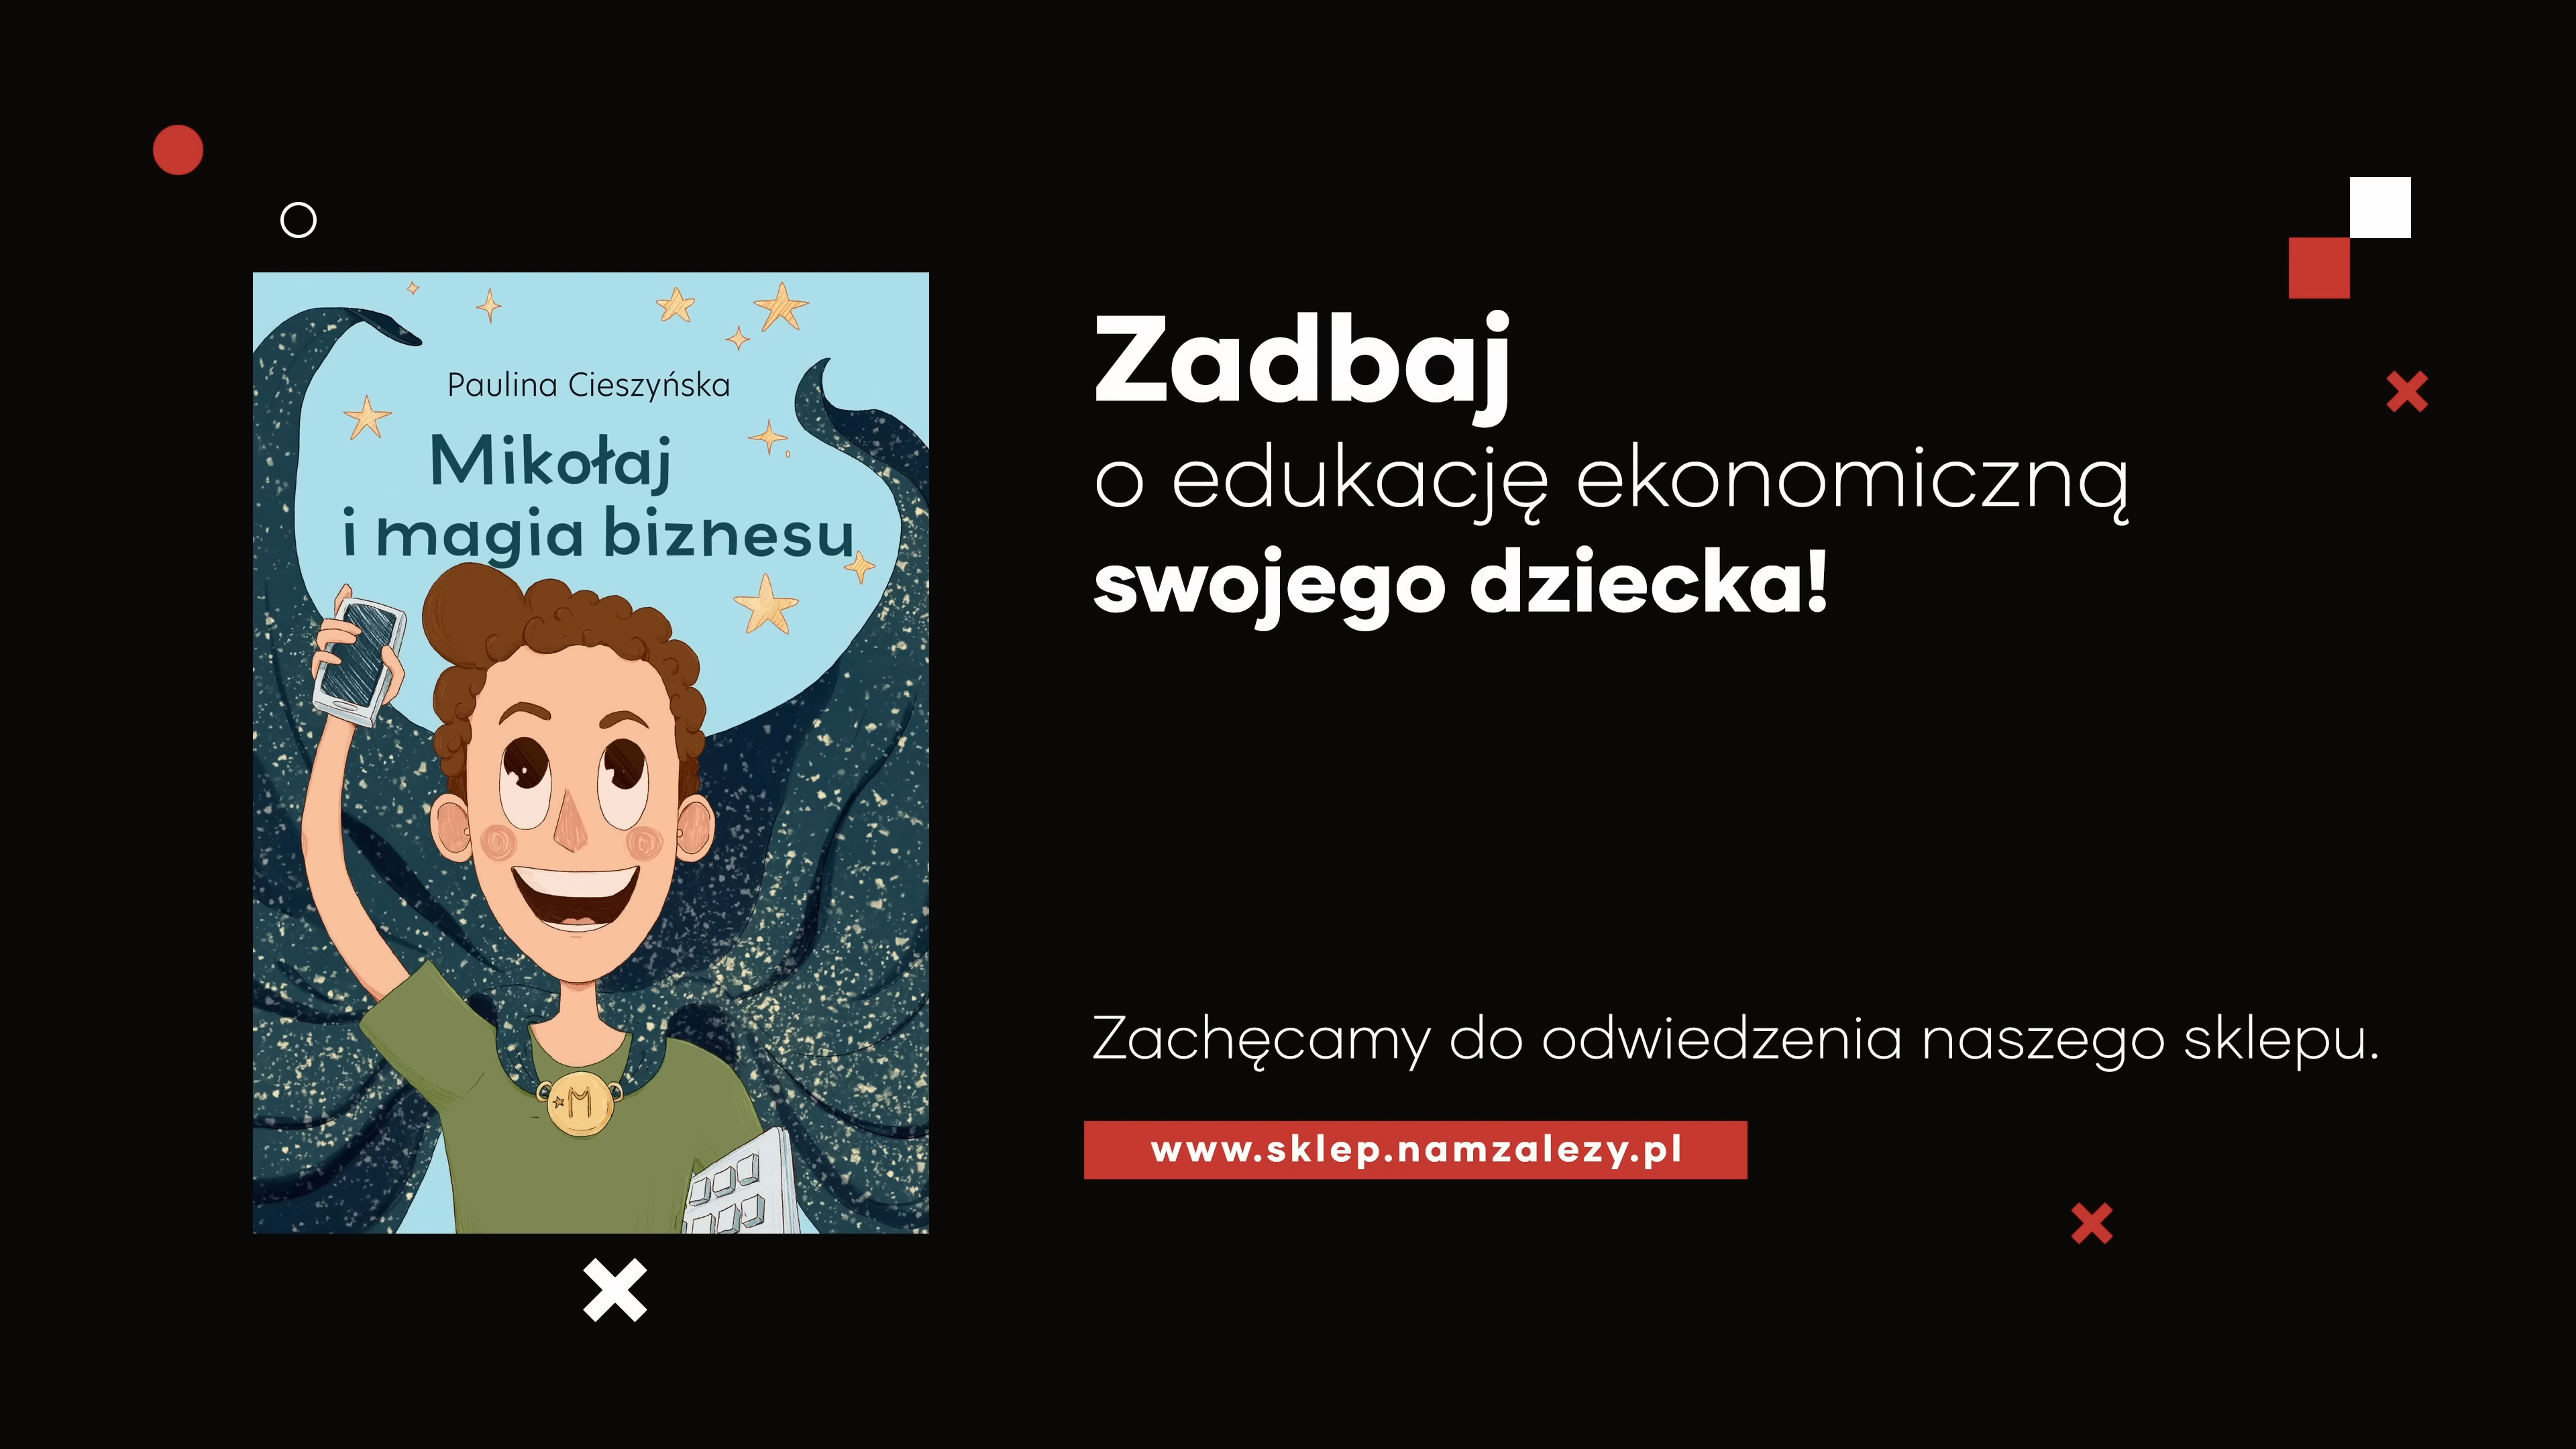 Paulina Cieszyńska
Mikołaj
i magia biznesu
M
Zadbaj
o edukację ekonomiczną
swojego dziecka!
Zachęcamy do odwiedzenia naszego sklepu.
www.sklep.namzalezy.pl